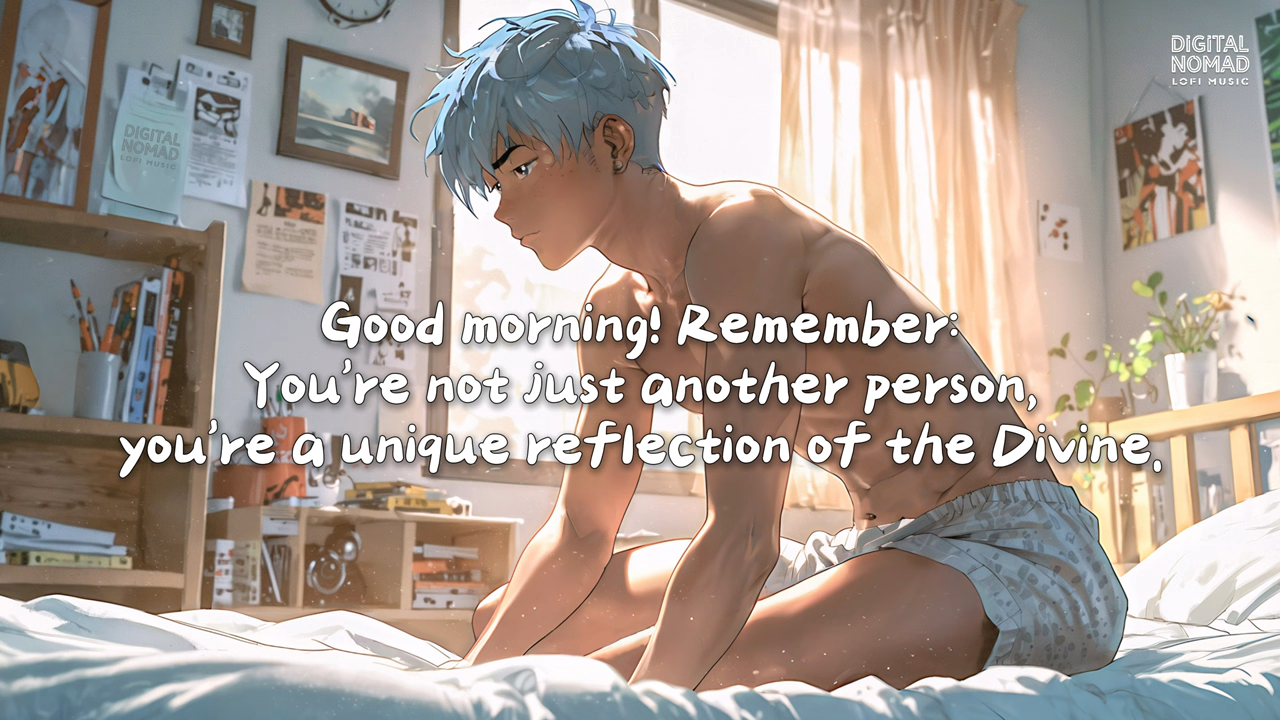 DIGITAL
NOMAD
LOFI MUSIC
DIGITAL
NOMAD
LOFI MUSIC
Good morning! Remember:
You're not just another person,
you're a unique reflection of the Divine.